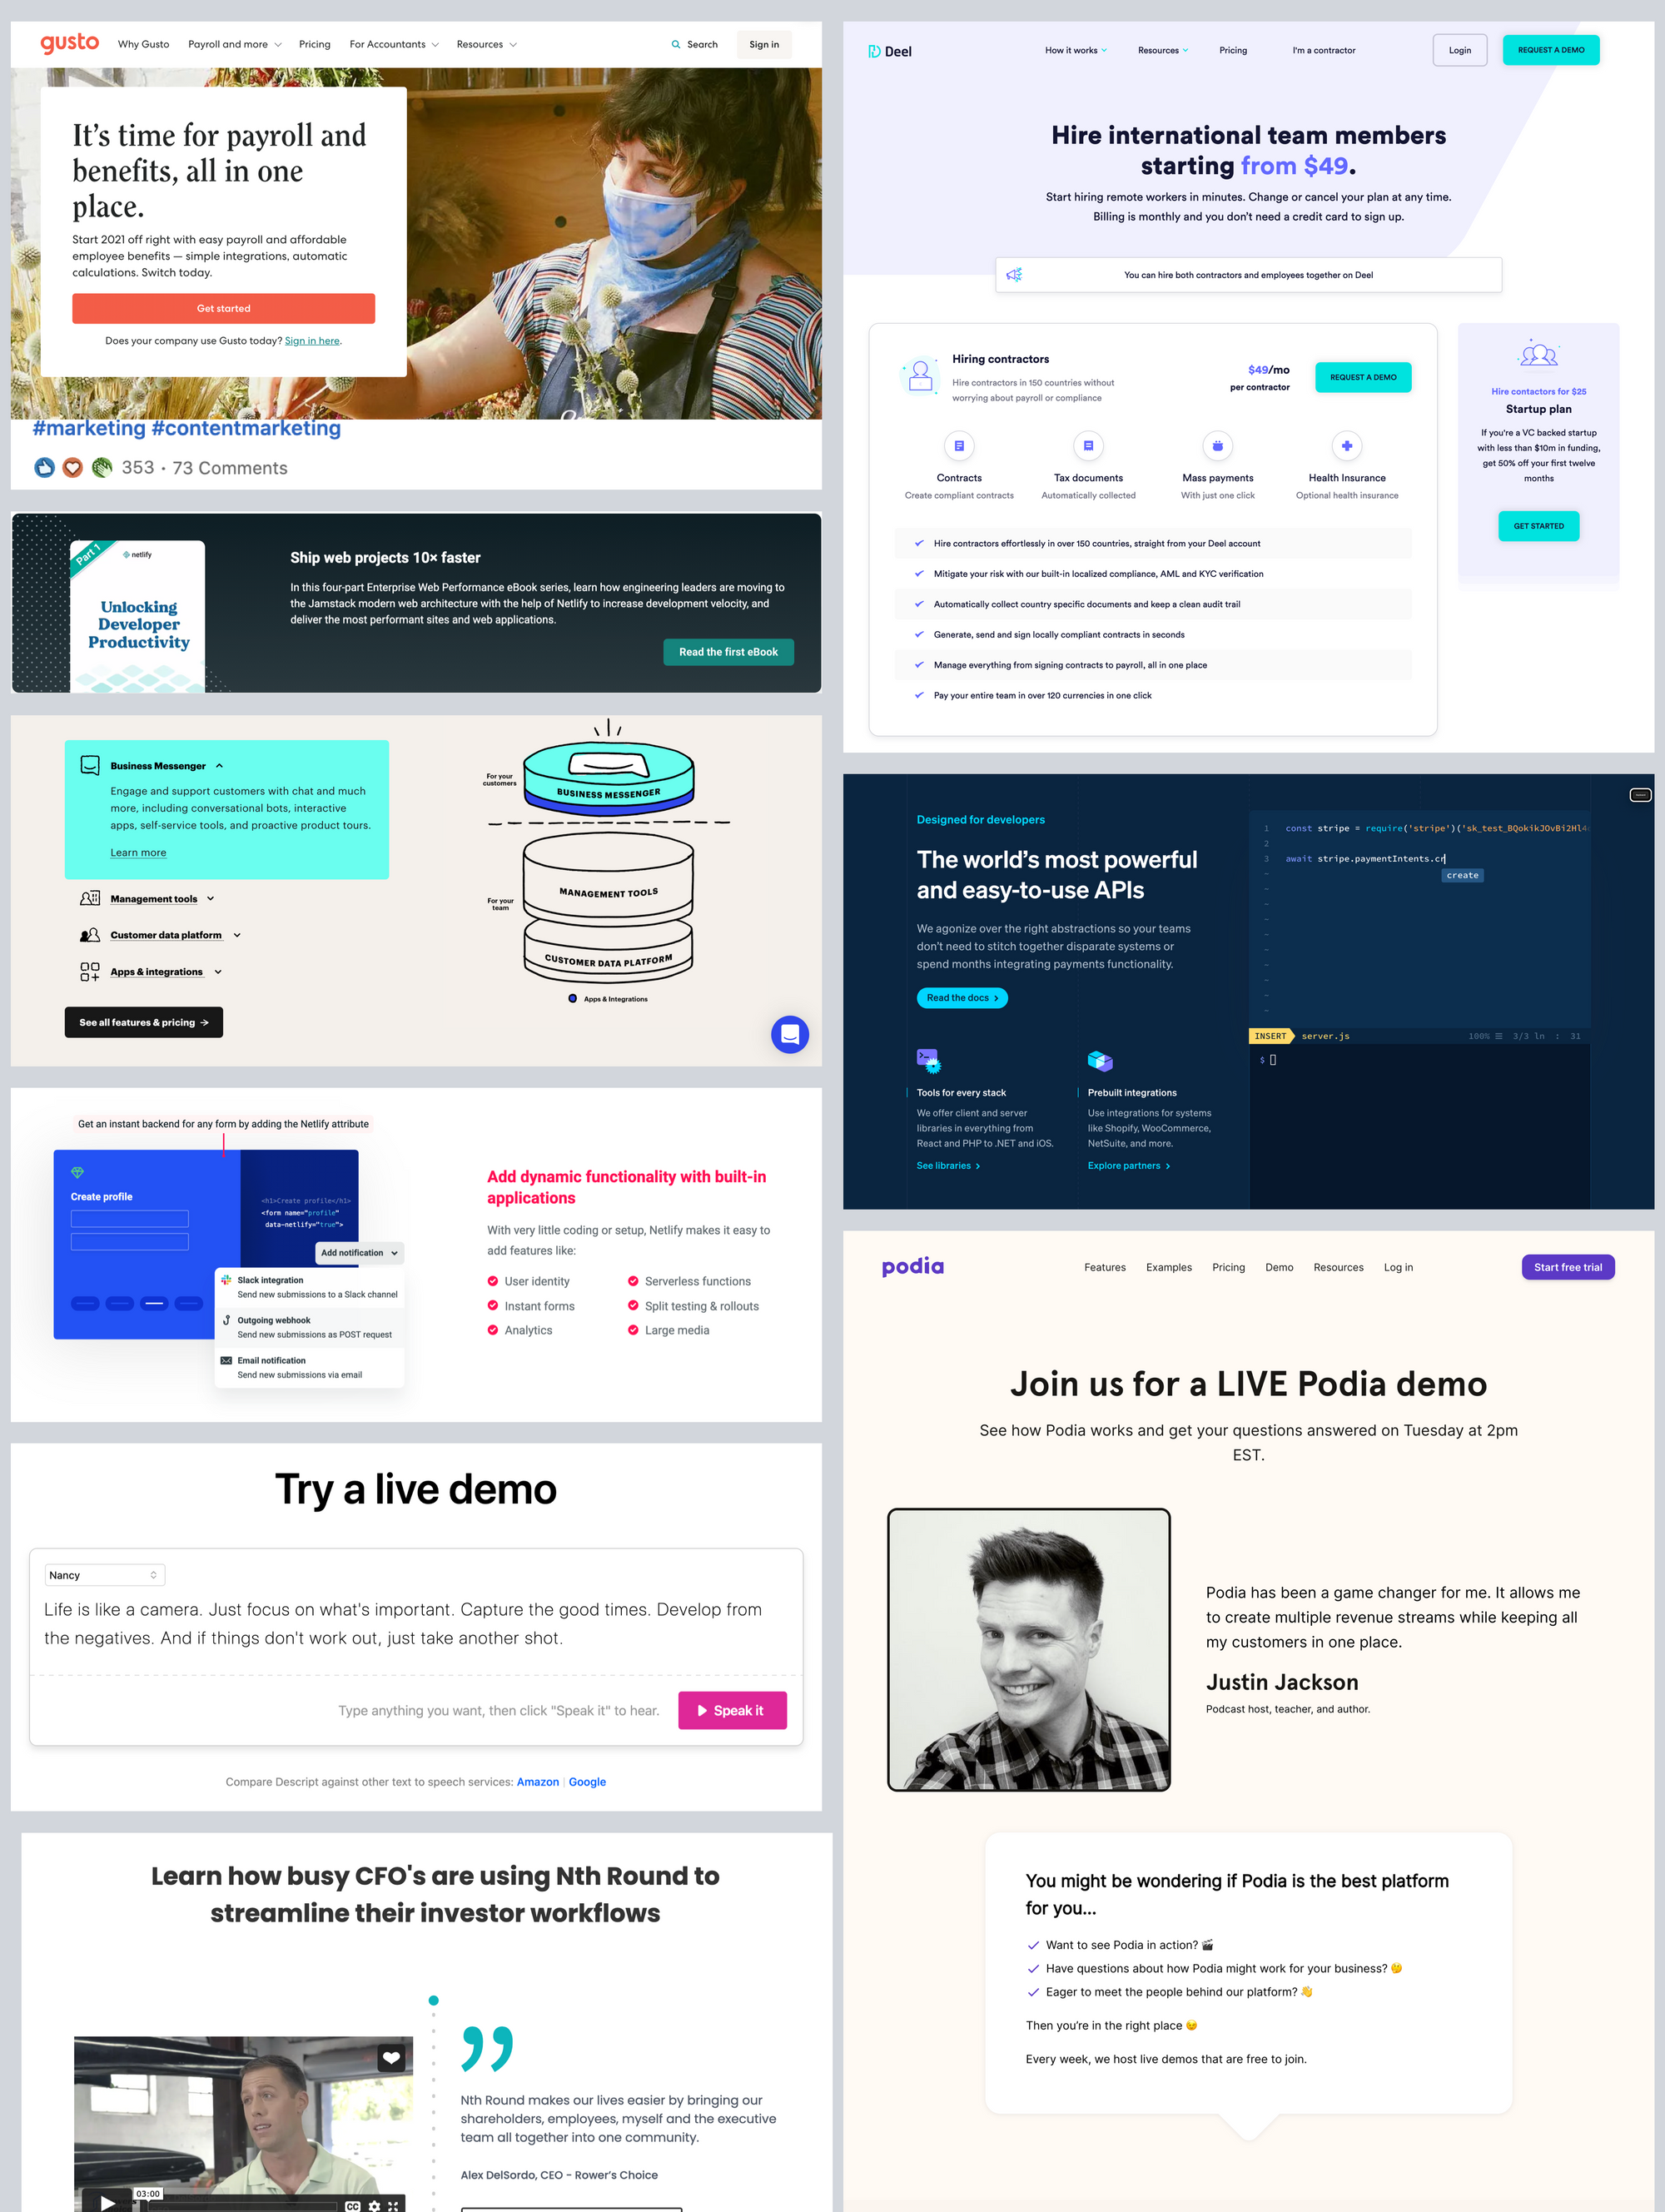 gusto
Why Gusto
Payroll and more
Pricing
For Accountants
Resources
Search
Sign in
It’s time for payroll and
benefits, all in one
place.
Start 2021 off right with easy payroll and affordable
employee benefits — simple integrations, automatic
calculations. Switch today.
Get started
Does your company use Gusto today? Sign in here.
#marketing #contentmarketing
353 · 73 Comments
Part 1
netlify
Unlocking
Developer
Productivity
Ship web projects 10× faster
In this four-part Enterprise Web Performance eBook series, learn how engineering leaders are moving to
the Jamstack modern web architecture with the help of Netlify to increase development velocity, and
deliver the most performant sites and web applications.
Read the first eBook
Business Messenger
Engage and support customers with chat and much
more, including conversational bots, interactive
apps, self-service tools, and proactive product tours.
Learn more
Management tools
Customer data platform
Apps & integrations
See all features & pricing →
For your
customers
BUSINESS MESSENGER
For your
team
MANAGEMENT TOOLS
CUSTOMER DATA PLATFORM
Apps & Integrations
Get an instant backend for any form by adding the Netlify attribute
Create profile
<h1>Create profile</h1>
<form name="profile"
data-netlify="true">
Add notification
Slack integration
Send new submissions to a Slack channel
Outgoing webhook
Send new submissions as POST request
Email notification
Send new submissions via email
Add dynamic functionality with built-in
applications
With very little coding or setup, Netlify makes it easy to
add features like:
User identity
Serverless functions
Instant forms
Split testing & rollouts
Analytics
Large media
Try a live demo
Nancy
Life is like a camera. Just focus on what's important. Capture the good times. Develop from
the negatives. And if things don't work out, just take another shot.
Type anything you want, then click "Speak it" to hear.
Speak it
Compare Descript against other text to speech services: Amazon | Google
Learn how busy CFO's are using Nth Round to
streamline their investor workflows
03:00
CC
”
Nth Round makes our lives easier by bringing our
shareholders, employees, myself and the executive
team all together into one community.
Alex DelSordo, CEO - Rower’s Choice
Deel
How it works
Resources
Pricing
I'm a contractor
Login
REQUEST A DEMO
Hire international team members
starting from $49.
Start hiring remote workers in minutes. Change or cancel your plan at any time.
Billing is monthly and you don't need a credit card to sign up.
You can hire both contractors and employees together on Deel
Hiring contractors
Hire contractors in 150 countries without
worrying about payroll or compliance
$49/mo
per contractor
REQUEST A DEMO
Contracts
Create compliant contracts
Tax documents
Automatically collected
Mass payments
With just one click
Health Insurance
Optional health insurance
Hire contractors effortlessly in over 150 countries, straight from your Deel account
Mitigate your risk with our built-in localized compliance, AML and KYC verification
Automatically collect country specific documents and keep a clean audit trail
Generate, send and sign locally compliant contracts in seconds
Manage everything from signing contracts to payroll, all in one place
Pay your entire team in over 120 currencies in one click
Hire contactors for $25
Startup plan
If you're a VC backed startup
with less than $10m in funding,
get 50% off your first twelve
months
GET STARTED
Designed for developers
The world’s most powerful
and easy-to-use APIs
We agonize over the right abstractions so your teams
don’t need to stitch together disparate systems or
spend months integrating payments functionality.
Read the docs
Tools for every stack
We offer client and server
libraries in everything from
React and PHP to .NET and iOS.
See libraries
Prebuilt integrations
Use integrations for systems
like Shopify, WooCommerce,
NetSuite, and more.
Explore partners
1 const stripe = require('stripe')('sk_test_BQokikJOvBi2Hl4
2
3 await stripe.paymentIntents.cr
create
INSERT server.js 100% ☰ 3/3 ln : 31
$
podia
Features
Examples
Pricing
Demo
Resources
Log in
Start free trial
Join us for a LIVE Podia demo
See how Podia works and get your questions answered on Tuesday at 2pm
EST.
Podia has been a game changer for me. It allows me
to create multiple revenue streams while keeping all
my customers in one place.
Justin Jackson
Podcast host, teacher, and author.
You might be wondering if Podia is the best platform
for you...
Want to see Podia in action? 🎬
Have questions about how Podia might work for your business? 🤔
Eager to meet the people behind our platform? 👋
Then you’re in the right place 😉
Every week, we host live demos that are free to join.